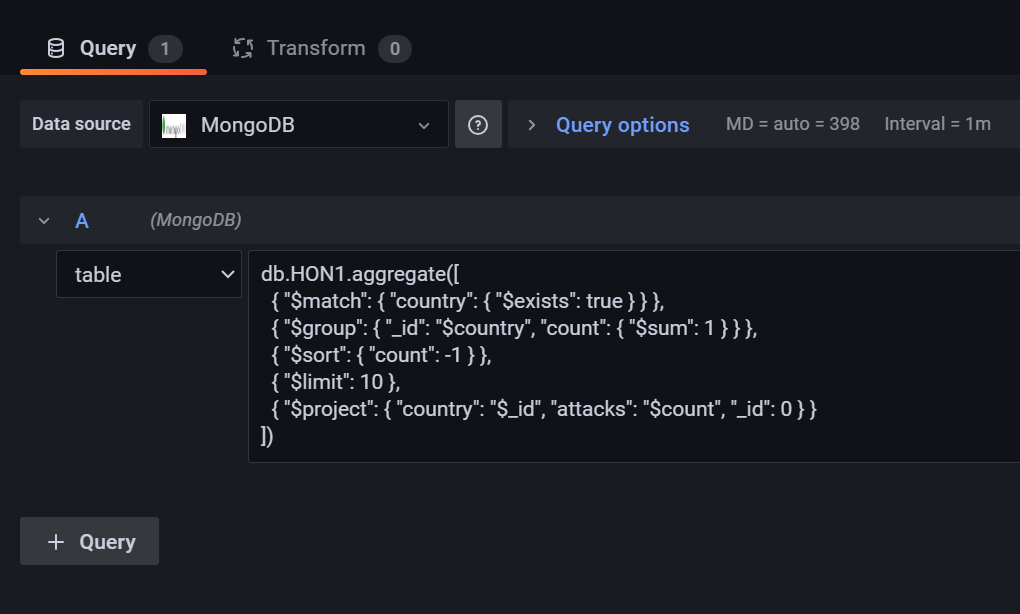 Query 1 Transform 0
Data source MongoDB Query options MD = auto = 398 Interval = 1m
A (MongoDB)
table
db.HON1.aggregate([
{ "$match": { "country": { "$exists": true } } },
{ "$group": { "_id": "$country", "count": { "$sum": 1 } } },
{ "$sort": { "count": -1 } },
{ "$limit": 10 },
{ "$project": { "country": "$_id", "attacks": "$count", "_id": 0 } }
])
+ Query